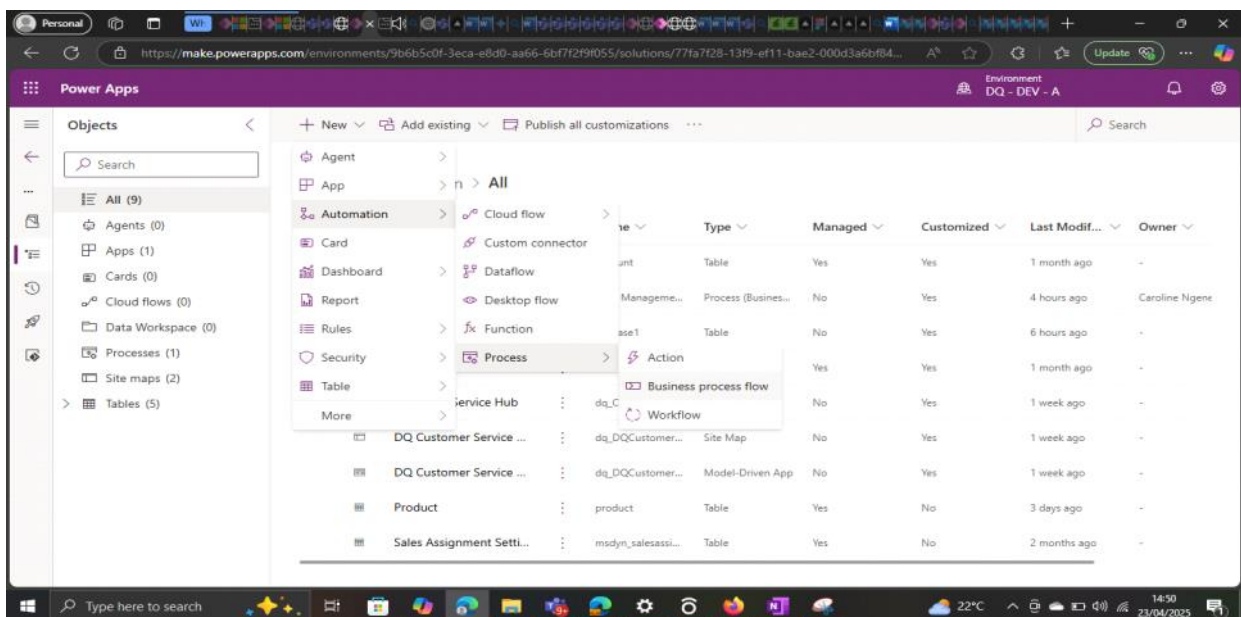 Personal
https://make.powerapps.com/environments/9b6b5c0f-3eca-e8d0-aa66-6bf7f2f9f055/solutions/77fa7f28-13f9-ef11-bae2-000d3a6bf84...
Update
Power Apps
Environment
DQ - DEV - A
Objects
New
Add existing
Publish all customizations
Search
Search
All (9)
Agents (0)
Apps (1)
Cards (0)
Cloud flows (0)
Data Workspace (0)
Processes (1)
Site maps (2)
Tables (5)
Agent
App
Automation
Card
Dashboard
Report
Rules
Security
Table
More
Cloud flow
Custom connector
Dataflow
Desktop flow
Function
Process
Action
Business process flow
Workflow
n > All
Type Managed Customized Last Modif... Owner
Table Yes Yes 1 month ago -
Manageme... Process (Busines... No Yes 4 hours ago Caroline Ngene
Table No Yes 6 hours ago -
Yes Yes 1 month ago -
Service Hub dq_C No Yes 1 week ago -
DQ Customer Service ... dq_DQCustomer... Site Map No Yes 1 week ago -
DQ Customer Service ... dq_DQCustomer... Model-Driven App No Yes 1 week ago -
Product product Table Yes No 3 days ago -
Sales Assignment Setti... msdyn_salesassi... Table Yes No 2 months ago -
Type here to search
22°C
14:50
23/04/2025